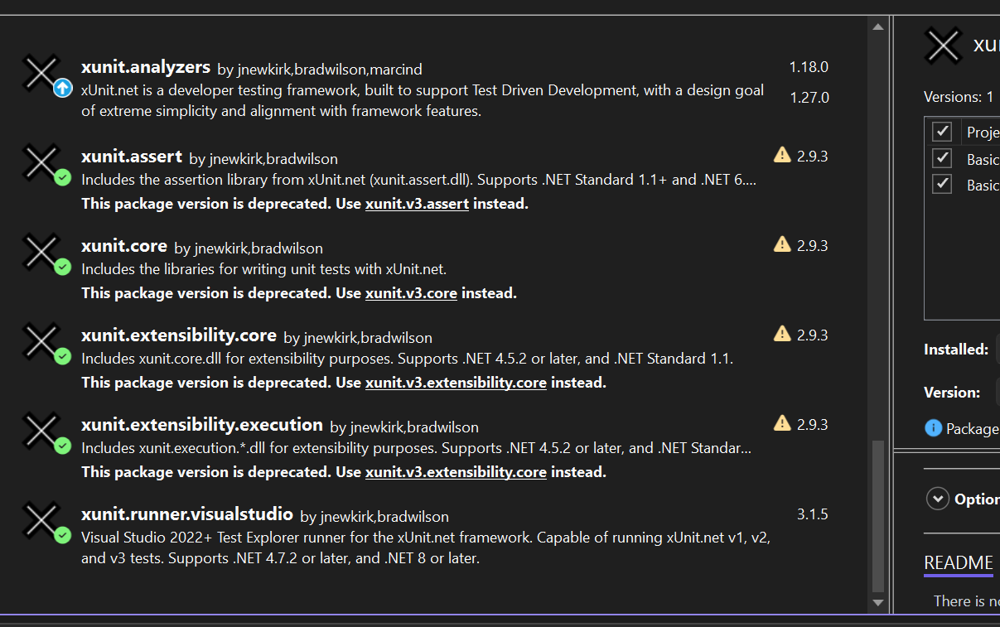 xunit.analyzers by jnewkirk,bradwilson,marcind 1.18.0
xUnit.net is a developer testing framework, built to support Test Driven Development, with a design goal 1.27.0
of extreme simplicity and alignment with framework features.
xunit.assert by jnewkirk,bradwilson 2.9.3
Includes the assertion library from xUnit.net (xunit.assert.dll). Supports .NET Standard 1.1+ and .NET 6....
This package version is deprecated. Use xunit.v3.assert instead.
xunit.core by jnewkirk,bradwilson 2.9.3
Includes the libraries for writing unit tests with xUnit.net.
This package version is deprecated. Use xunit.v3.core instead.
xunit.extensibility.core by jnewkirk,bradwilson 2.9.3
Includes xunit.core.dll for extensibility purposes. Supports .NET 4.5.2 or later, and .NET Standard 1.1.
This package version is deprecated. Use xunit.v3.extensibility.core instead.
xunit.extensibility.execution by jnewkirk,bradwilson 2.9.3
Includes xunit.execution.*.dll for extensibility purposes. Supports .NET 4.5.2 or later, and .NET Standar...
This package version is deprecated. Use xunit.v3.extensibility.core instead.
xunit.runner.visualstudio by jnewkirk,bradwilson 3.1.5
Visual Studio 2022+ Test Explorer runner for the xUnit.net framework. Capable of running xUnit.net v1, v2,
and v3 tests. Supports .NET 4.7.2 or later, and .NET 8 or later.
Versions: 1
Proje
Basic
Basic
Installed:
Version:
Package
Option
README
There is